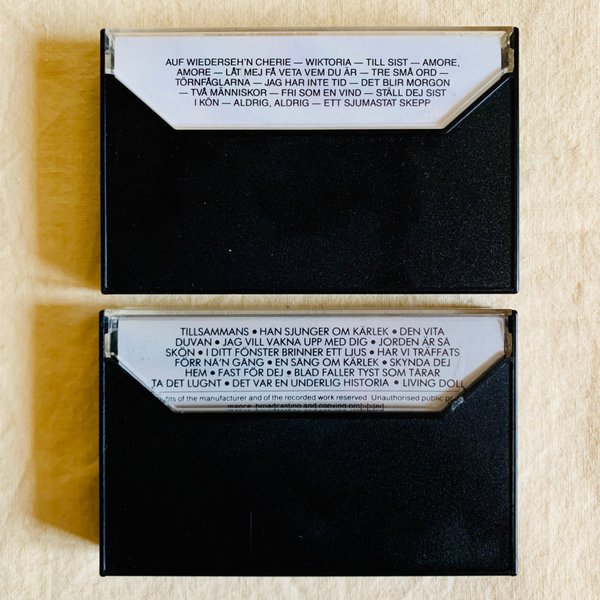 AUF WIEDERSEH'N CHERIE — WIKTORIA — TILL SIST — AMORE,
AMORE — LÅT MEJ FÅ VETA VEM DU ÄR — TRE SMÅ ORD —
TÖRNFÅGLARNA — JAG HAR INTE TID — DET BLIR MORGON
— TVÅ MÄNNISKOR — FRI SOM EN VIND — STÄLL DEJ SIST
I KÖN — ALDRIG, ALDRIG — ETT SJUMASTAT SKEPP
TILLSAMMANS • HAN SJUNGER OM KÄRLEK • DEN VITA
DUVAN • JAG VILL VAKNA UPP MED DIG • JORDEN ÄR SÅ
SKÖN • I DITT FÖNSTER BRINNER ETT LJUS • HAR VI TRÄFFATS
FÖRR NÅ'N GÅNG • EN SÅNG OM KÄRLEK • SKYNDA DEJ
HEM • FAST FÖR DEJ • BLAD FALLER TYST SOM TÅRAR
TA DET LUGNT • DET VAR EN UNDERLIG HISTORIA • LIVING DOLL
of the manufacturer and of the recorded work reserved. Unauthorised public
mance, broadcasting and copying prohibited